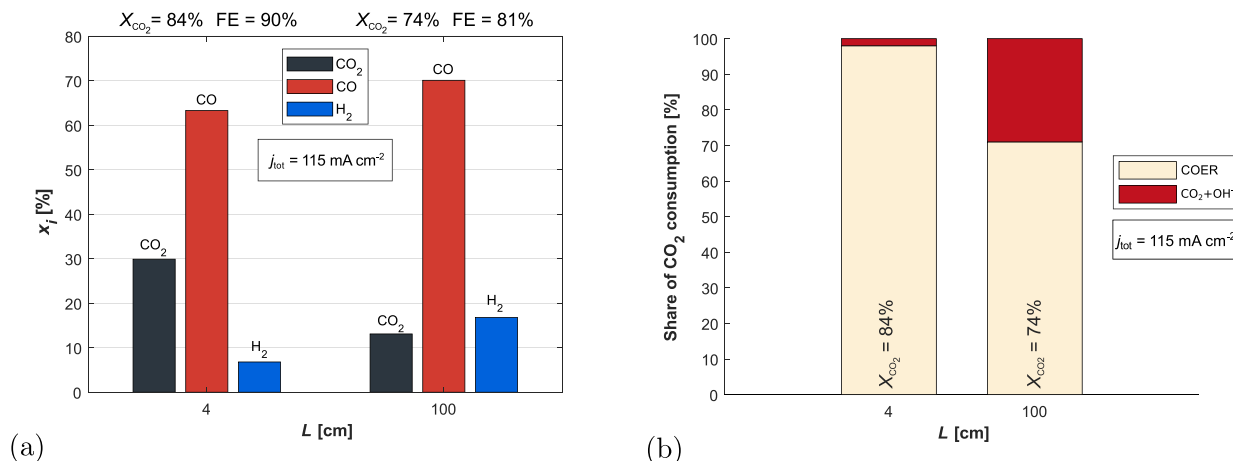 X_CO₂ = 84% FE = 90% X_CO₂ = 74% FE = 81%
80
70
60
50
40
30
20
10
0
x_i [%]
CO₂
CO
H₂
j_tot = 115 mA cm⁻²
CO₂
CO
H₂
CO₂
CO
H₂
4
100
L [cm]
(a)
100
90
80
70
60
50
40
30
20
10
0
Share of CO₂ consumption [%]
X_CO₂ = 84%
X_CO2 = 74%
4
100
L [cm]
COER
CO₂+OH⁻
j_tot = 115 mA cm⁻²
(b)